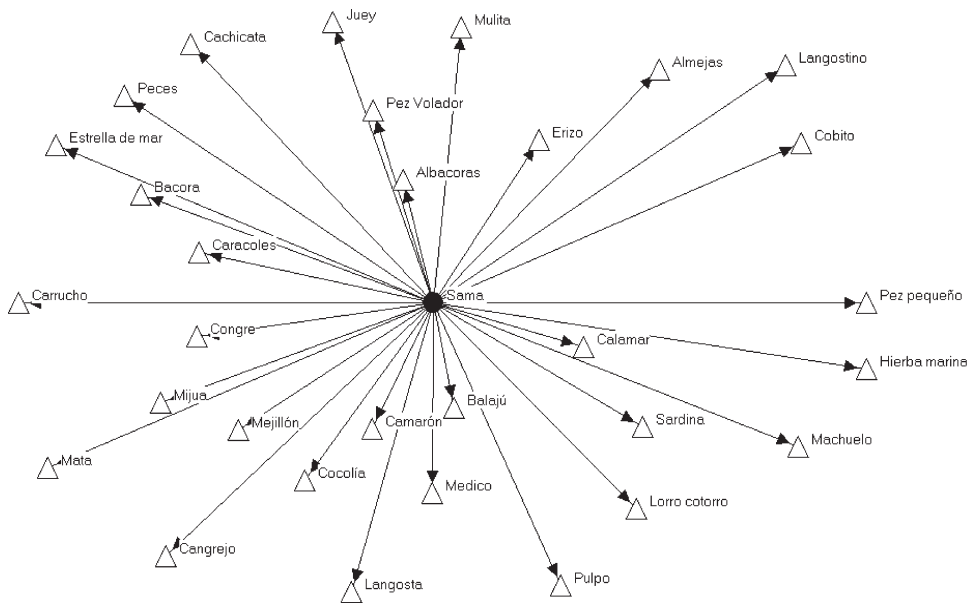 Juey
Mulita
Cachicata
Langostino
Almejas
Peces
Pez Volador
Estrella de mar
Erizo
Cobito
Albacoras
Bacora
Caracoles
Carrucho
Sama
Pez pequeño
Congre
Calamar
Hierba marina
Mijua
Balajú
Mejillón
Camarón
Sardina
Machuelo
Mata
Cocolía
Medico
Lorro cotorro
Cangrejo
Langosta
Pulpo